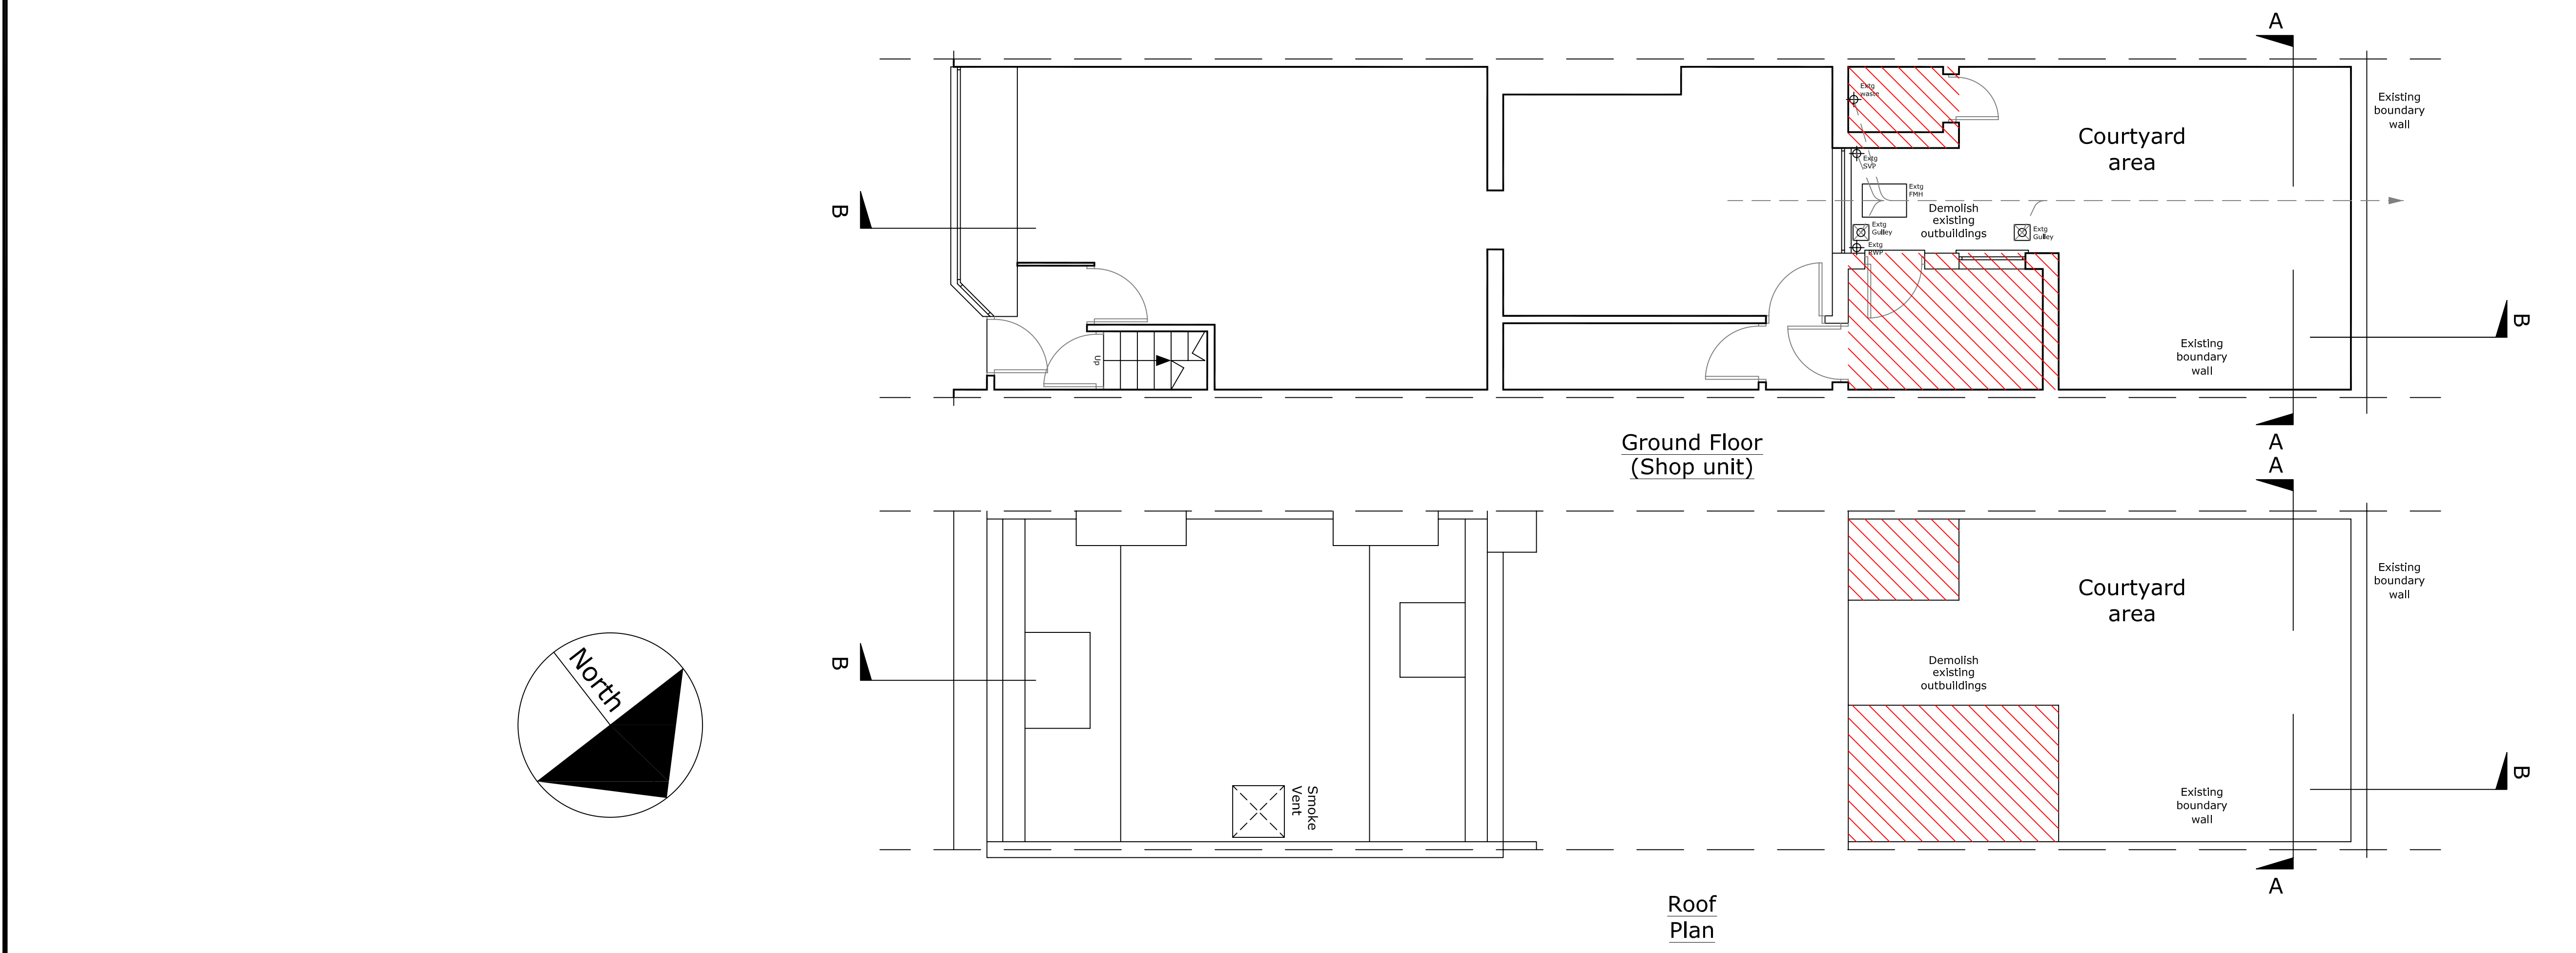 A
Existing
boundary
wall
Extg
waste
Courtyard
area
Extg
SVP
Extg
FMH
B
Demolish
existing
outbuildings
Extg
Gulley
Extg
Gulley
Extg
RWP
B
Up
Existing
boundary
wall
A
Ground Floor
(Shop unit)
A
Existing
boundary
wall
Courtyard
area
North
B
Demolish
existing
outbuildings
B
Smoke
Vent
Existing
boundary
wall
A
Roof
Plan